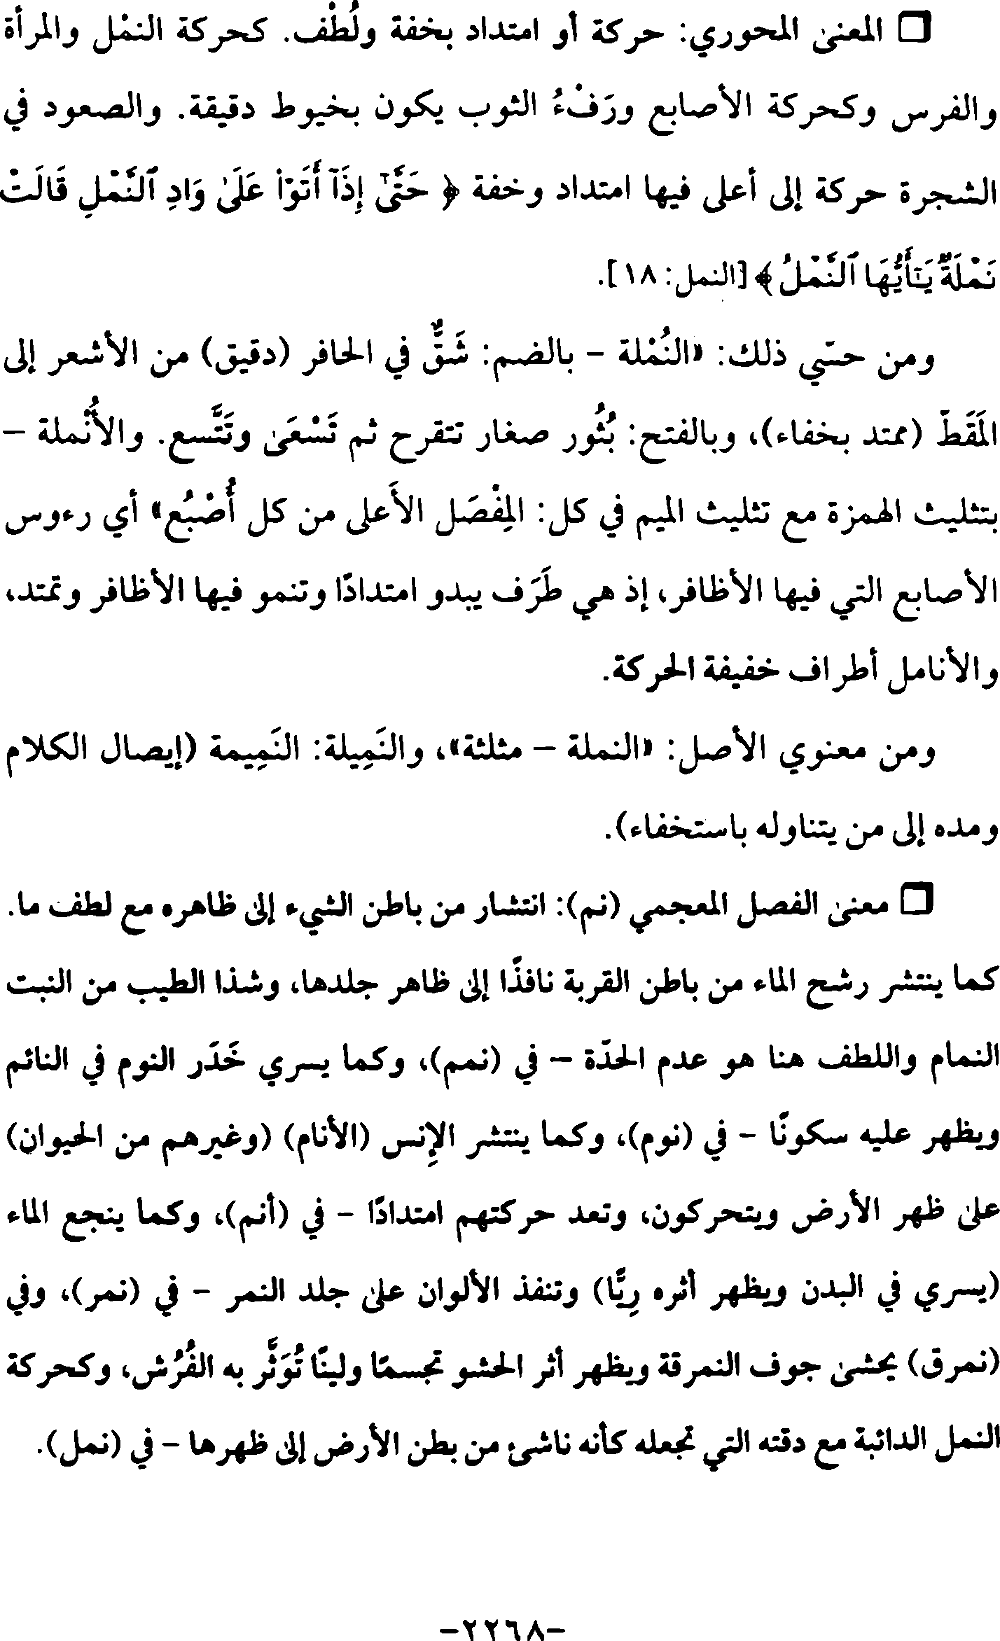 ❒ المعنى المحوري: حركة أو امتداد بخفة ولُطْف. كحركة النمْل والمرأة
والفرس وكحركة الأصابع ورَفْءُ الثوب يكون بخيوط دقيقة. والصعود في
الشجرة حركة إلى أعلى فيها امتداد وخفة ﴿ حَتَّىٰٓ إِذَآ أَتَوْا۟ عَلَىٰ وَادِ ٱلنَّمْلِ قَالَتْ
نَمْلَةٌ يَـٰٓأَيُّهَا ٱلنَّمْلُ ﴾ [النمل: ١٨].
ومن حسّي ذلك: «النُمْلة – بالضم: شَقٌّ في الحافر (دقيق) من الأشعر إلى
المَقَطّ (ممتد بخفاء)، وبالفتح: بُثُور صغار تتقرح ثم تَسْعَى وتَتَّسع. والأُنْملة –
بتثليث الهمزة مع تثليث الميم في كل: المِفْصَل الأَعلى من كل أُصْبُع» أي رءوس
الأصابع التي فيها الأظافر، إذ هي طَرَف يبدو امتدادًا وتنمو فيها الأظافر وتمتد،
والأنامل أطراف خفيفة الحركة.
ومن معنوي الأصل: «النملة – مثلثة»، والنَمِيلة: النَمِيمة (إيصال الكلام
ومده إلى من يتناوله باستخفاء).
❒ معنى الفصل المعجمي (نم): انتشار من باطن الشيء إلى ظاهره مع لطف ما.
كما ينتشر رشح الماء من باطن القربة نافذًا إلى ظاهر جلدها، وشذا الطيب من النبت
النمام واللطف هنا هو عدم الحدّة – في (نمم)، وكما يسري خَدَر النوم في النائم
ويظهر عليه سكونًا – في (نوم)، وكما ينتشر الإنس (الأنام) (وغيرهم من الحيوان)
على ظهر الأرض ويتحركون، وتعد حركتهم امتدادًا – في (أنم)، وكما ينجع الماء
(يسري في البدن ويظهر أثره رِيًّا) وتنفذ الألوان على جلد النمر – في (نمر)، وفي
(نمرق) يحشى جوف النمرقة ويظهر أثر الحشو تجسمًا ولينًا تُوَثَّر به الفُرُش، وكحركة
النمل الدائبة مع دقته التي تجعله كأنه ناشئ من بطن الأرض إلى ظهرها – في (نمل).
-٢٢٦٨-